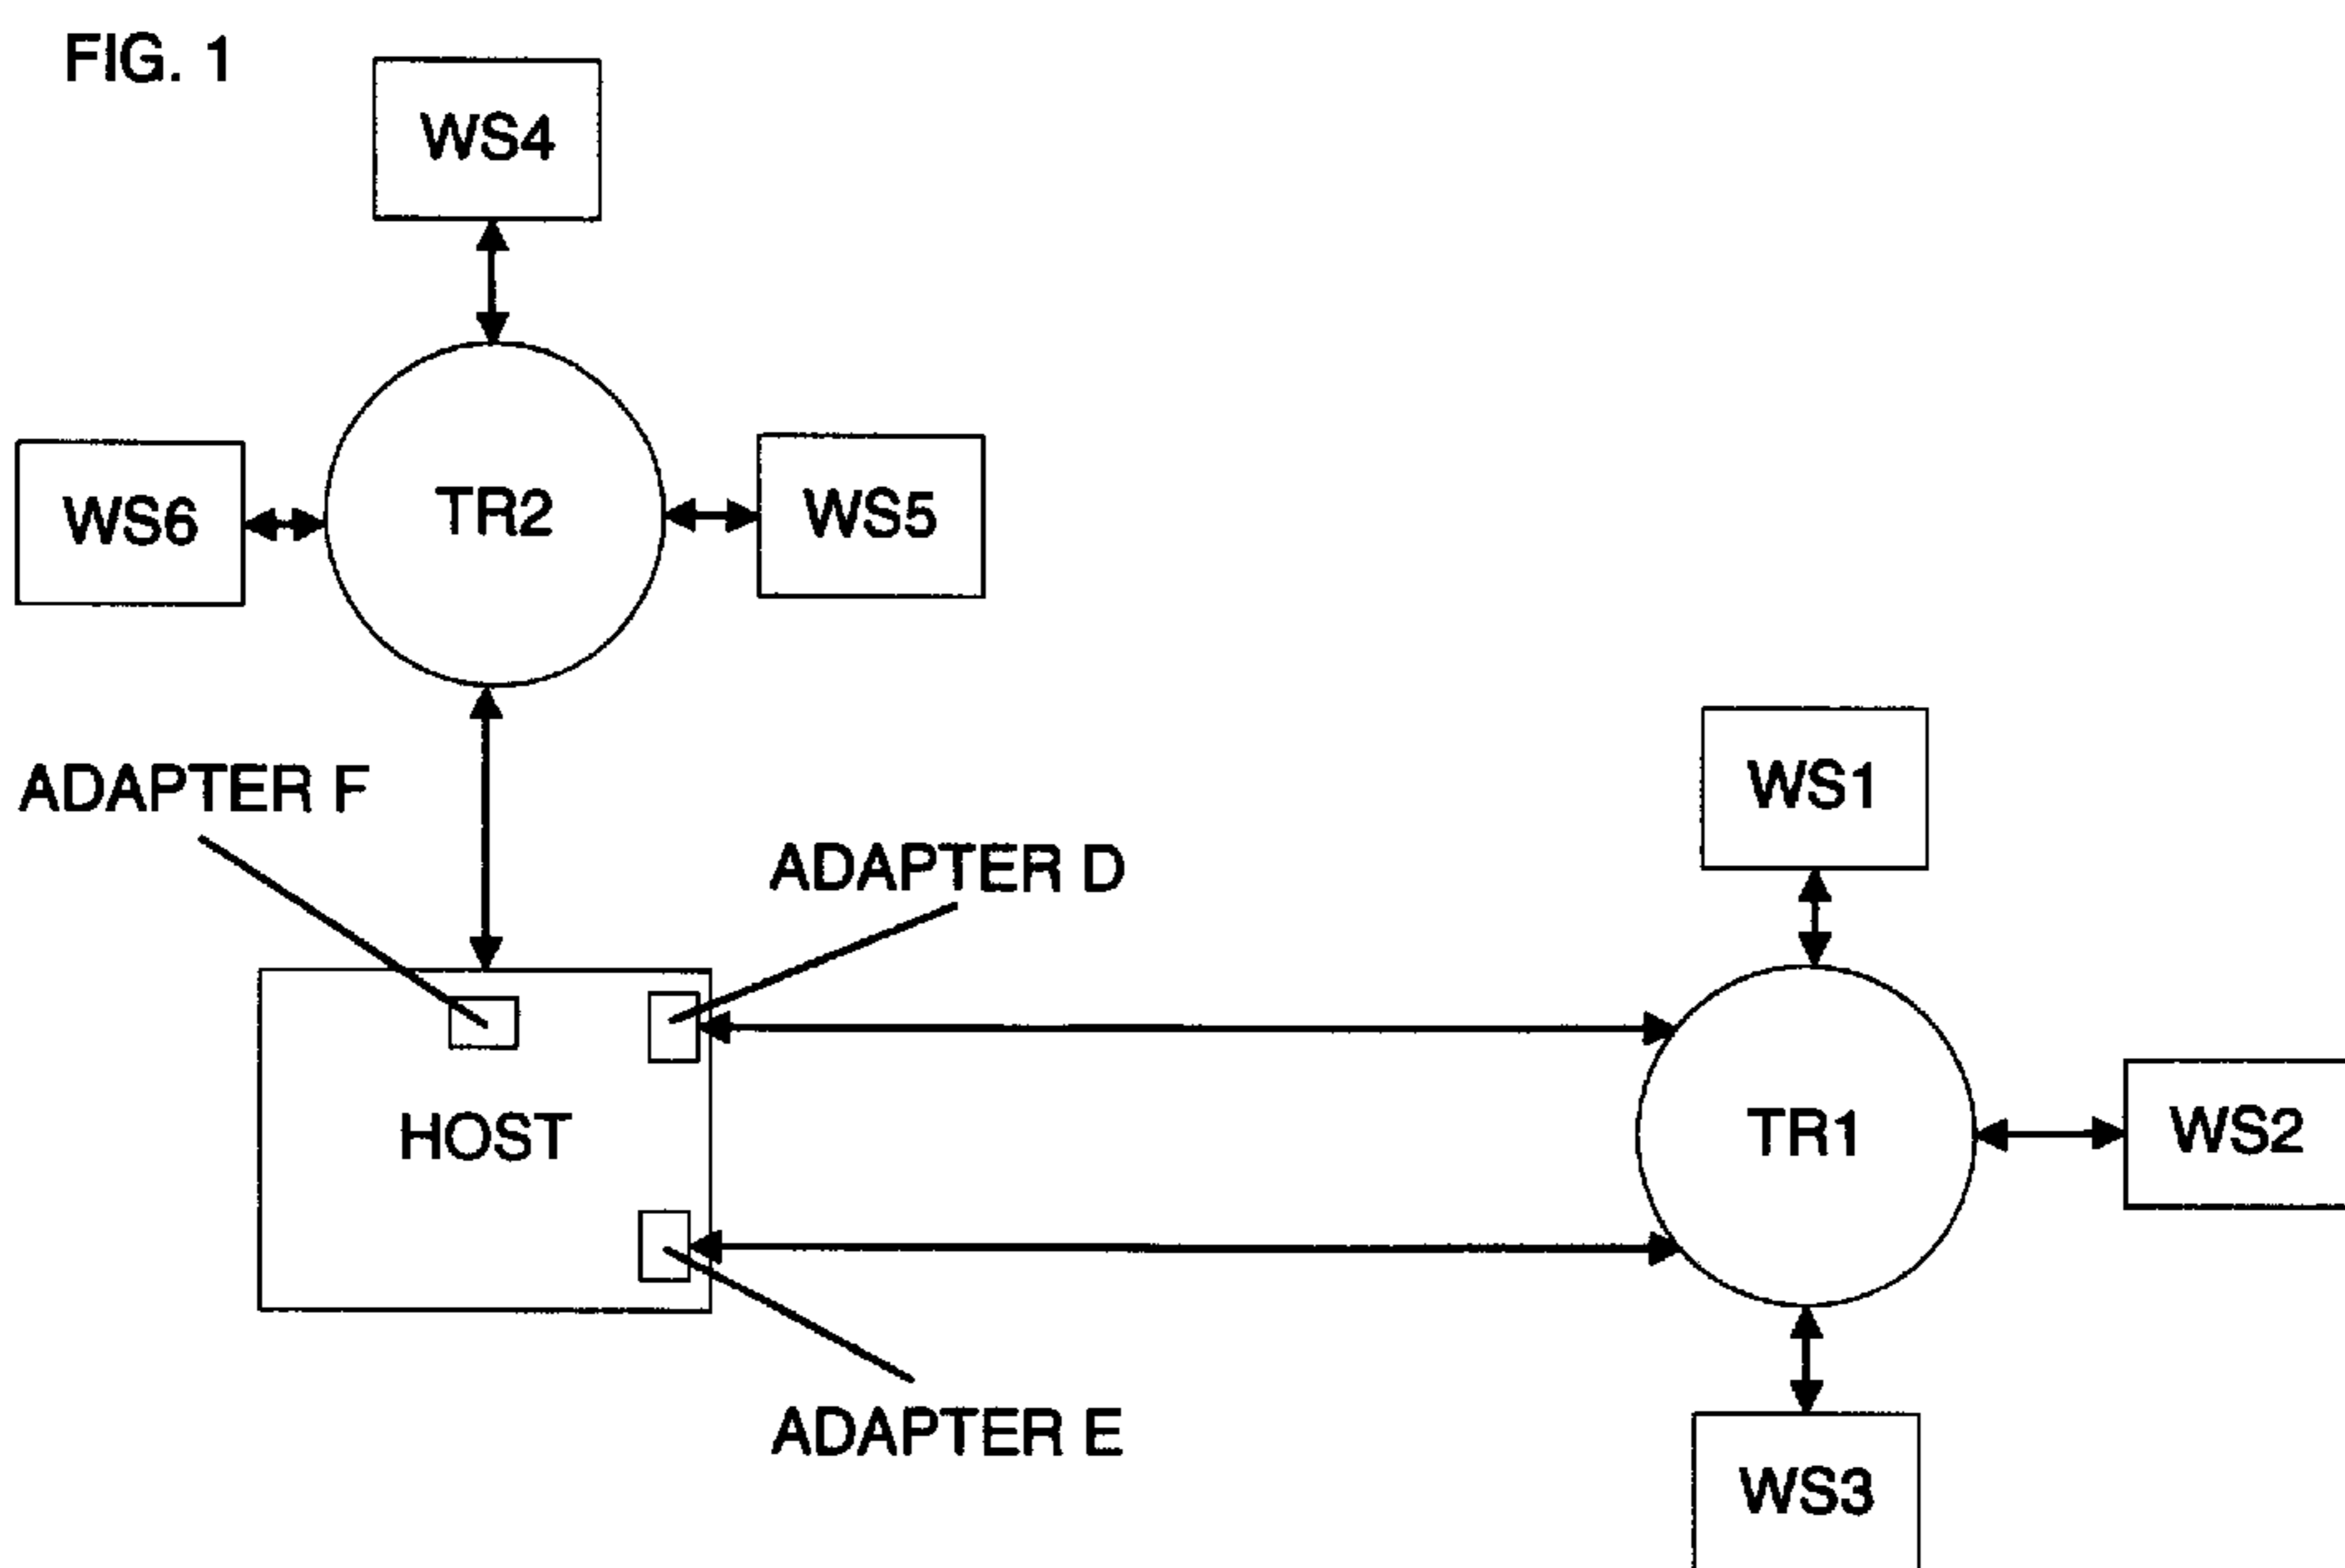 FIG. 1
WS4
WS6
TR2
WS5
ADAPTER F
ADAPTER D
WS1
HOST
TR1
WS2
ADAPTER E
WS3